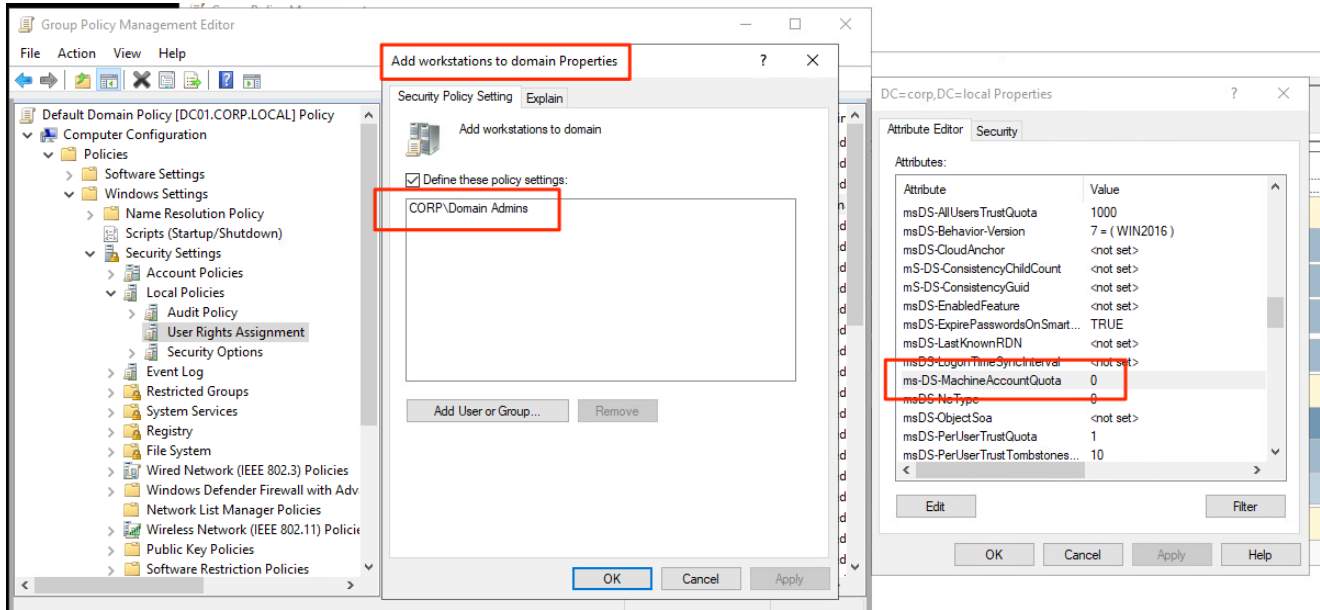 Group Policy Management Editor
File Action View Help
Default Domain Policy [DC01.CORP.LOCAL] Policy
Computer Configuration
Policies
Software Settings
Windows Settings
Name Resolution Policy
Scripts (Startup/Shutdown)
Security Settings
Account Policies
Local Policies
Audit Policy
User Rights Assignment
Security Options
Event Log
Restricted Groups
System Services
Registry
File System
Wired Network (IEEE 802.3) Policies
Windows Defender Firewall with Adv
Network List Manager Policies
Wireless Network (IEEE 802.11) Policie
Public Key Policies
Software Restriction Policies
Add workstations to domain Properties
Security Policy Setting Explain
Add workstations to domain
Define these policy settings:
CORP\Domain Admins
Add User or Group... Remove
OK Cancel Apply
DC=corp,DC=local Properties
Attribute Editor Security
Attributes:
Attribute Value
msDS-AllUsersTrustQuota 1000
msDS-Behavior-Version 7 = ( WIN2016 )
msDS-CloudAnchor <not set>
mS-DS-ConsistencyChildCount <not set>
mS-DS-ConsistencyGuid <not set>
msDS-EnabledFeature <not set>
msDS-ExpirePasswordsOnSmart... TRUE
msDS-LastKnownRDN <not set>
msDS-LogonTimeSyncInterval <not set>
ms-DS-MachineAccountQuota 0
msDS-NcType 0
msDS-ObjectSoa <not set>
msDS-PerUserTrustQuota 1
msDS-PerUserTrustTombstones... 10
Edit Filter
OK Cancel Apply Help